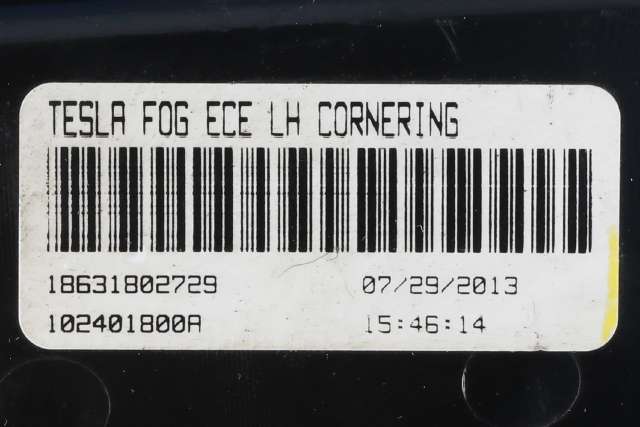 TESLA FOG ECE LH CORNERING
18631802729 07/29/2013
102401800A 15:46:14